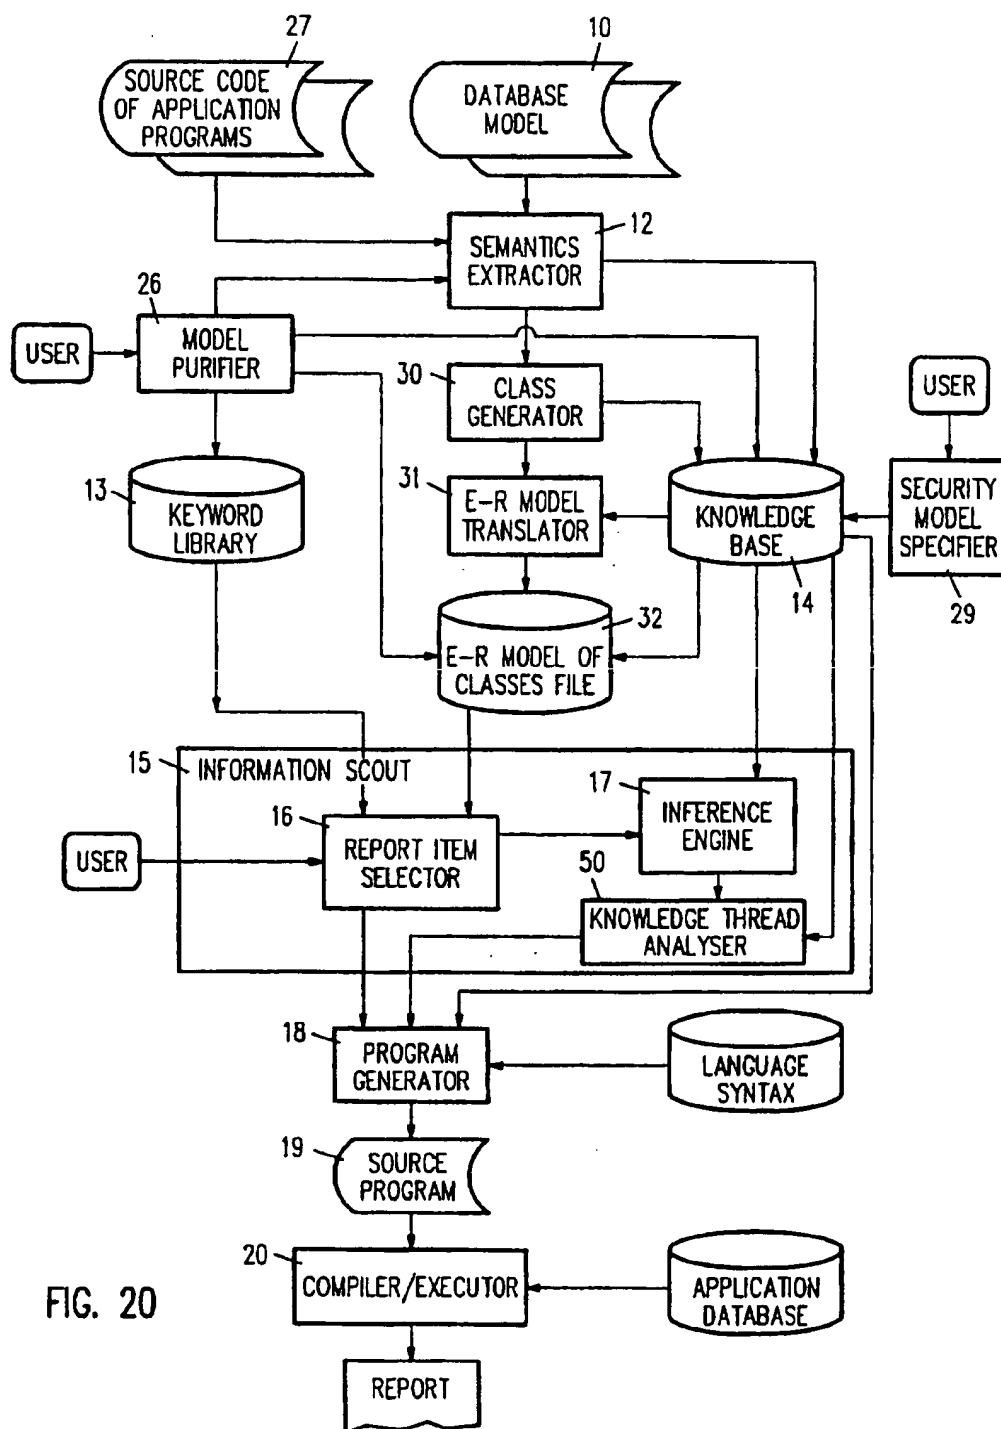 27
10
SOURCE CODE
OF APPLICATION
PROGRAMS
DATABASE
MODEL
12
SEMANTICS
EXTRACTOR
26
USER
MODEL
PURIFIER
30
CLASS
GENERATOR
USER
13
KEYWORD
LIBRARY
31
E-R MODEL
TRANSLATOR
KNOWLEDGE
BASE
14
SECURITY
MODEL
SPECIFIER
29
32
E-R MODEL OF
CLASSES FILE
15
INFORMATION SCOUT
16
17
INFERENCE
ENGINE
USER
REPORT ITEM
SELECTOR
50
KNOWLEDGE THREAD
ANALYSER
18
PROGRAM
GENERATOR
LANGUAGE
SYNTAX
19
SOURCE
PROGRAM
20
COMPILER/EXECUTOR
APPLICATION
DATABASE
FIG. 20
REPORT